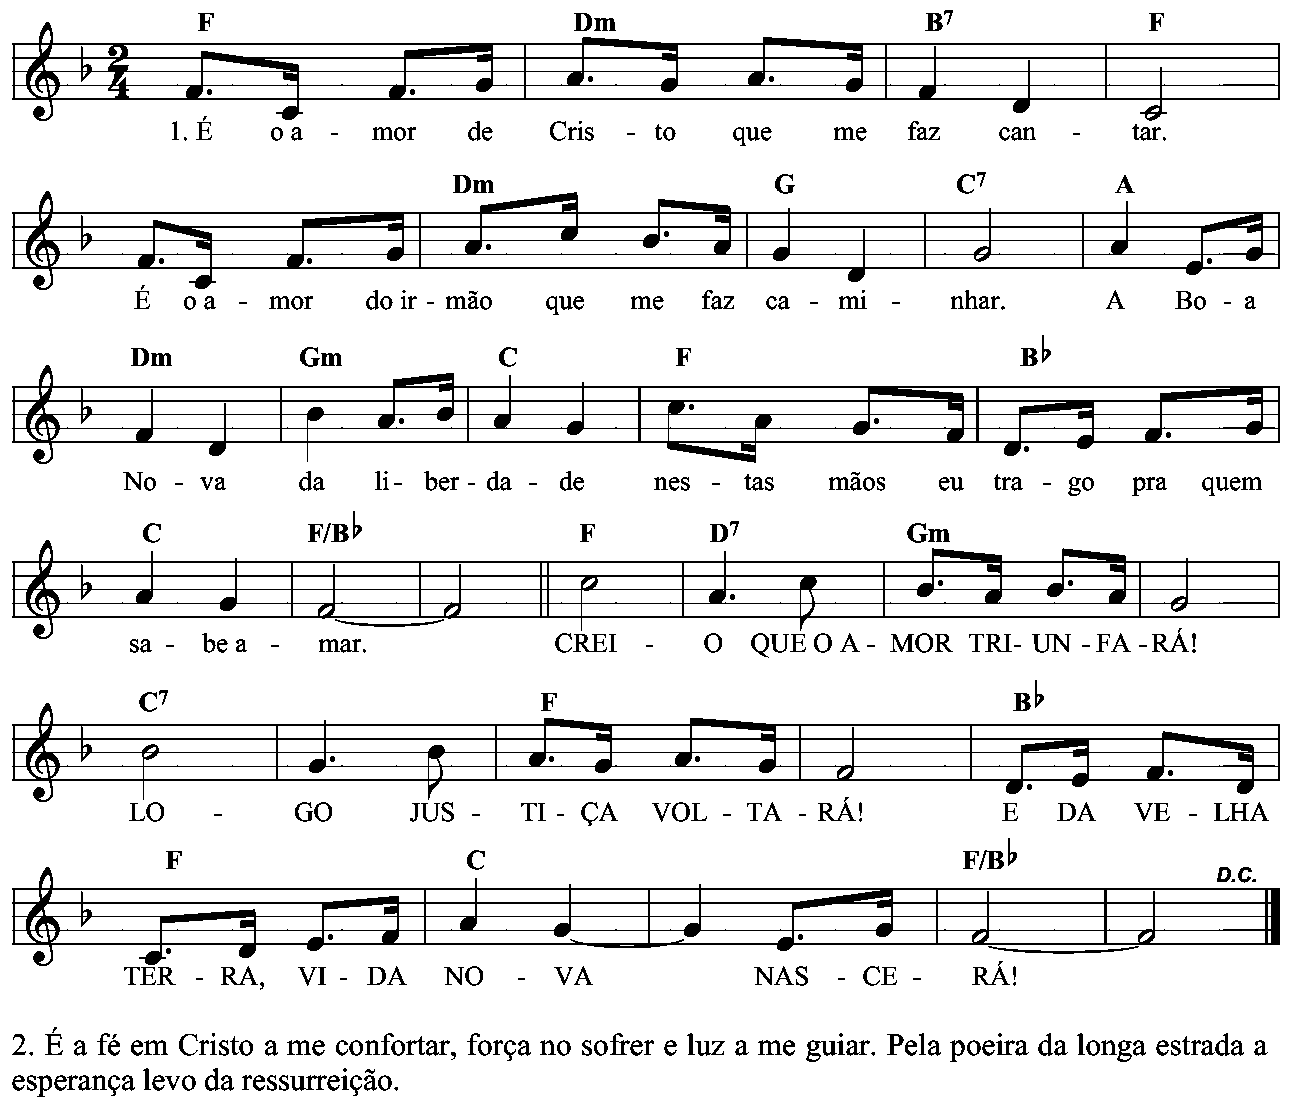 F Dm B7 F
2/4
1. É o a - mor de Cris - to que me faz can - tar.
Dm G C7 A
É o a - mor do ir - mão que me faz ca - mi - nhar. A Bo - a
Dm Gm C F B♭
No - va da li - ber - da - de nes - tas mãos eu tra - go pra quem
C F/B♭ F D7 Gm
sa - be a - mar. CREI - O QUE O A - MOR TRI - UN - FA - RÁ!
C7 F B♭
LO - GO JUS - TI - ÇA VOL - TA - RÁ! E DA VE - LHA
F C F/B♭ D.C.
TER - RA, VI - DA NO - VA NAS - CE - RÁ!
2. É a fé em Cristo a me confortar, força no sofrer e luz a me guiar. Pela poeira da longa estrada a
esperança levo da ressurreição.